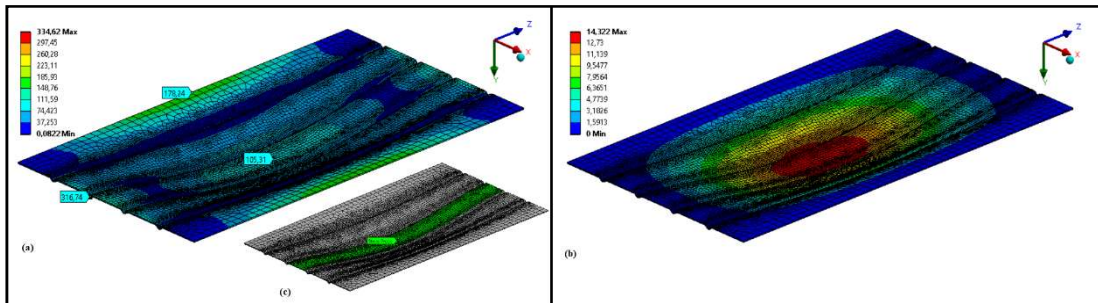 334,62 Max
297,45
260,28
223,11
185,93
148,76
111,59
74,423
37,253
0,0822 Min
Z
X
Y
178,24
105,31
316,74
(a)
(c)
14,322 Max
12,73
11,139
9,5477
7,9564
6,3651
4,7739
3,1826
1,5913
0 Min
Z
X
Y
(b)